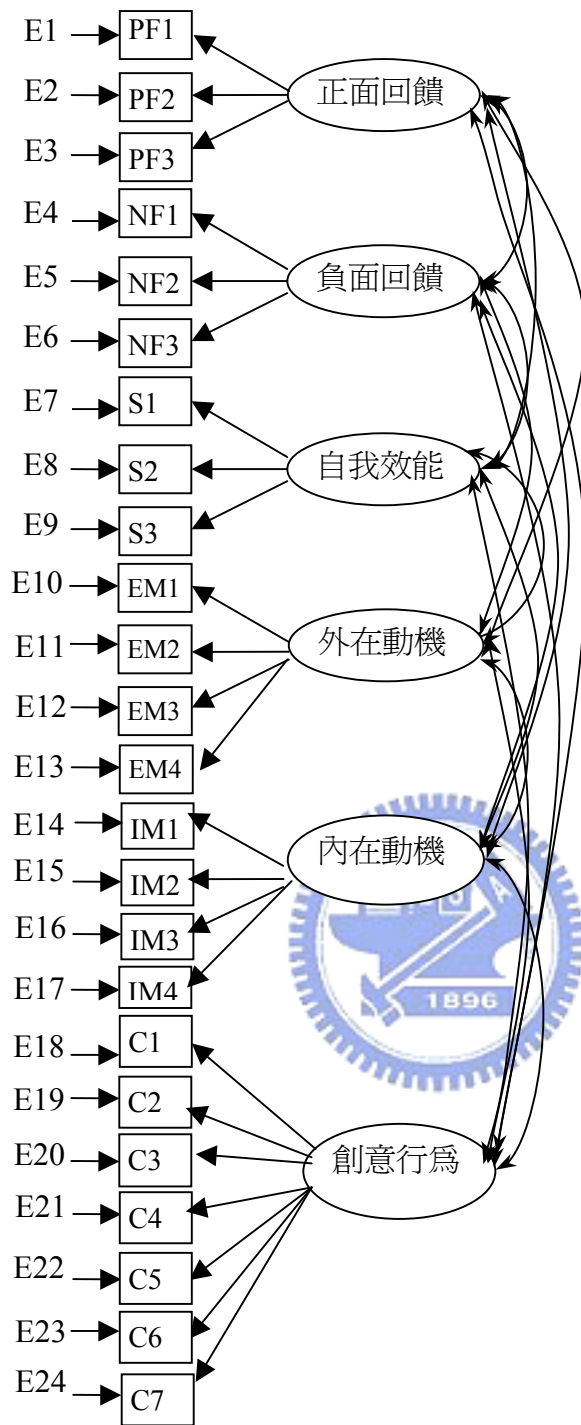 E1 PF1
正面回饋
E2 PF2
E3 PF3
E4 NF1
負面回饋
E5 NF2
E6 NF3
E7 S1
自我效能
E8 S2
E9 S3
E10 EM1
外在動機
E11 EM2
E12 EM3
E13 EM4
E14 IM1
內在動機
E15 IM2
E16 IM3
E17 IM4
1896
E18 C1
E19 C2
創意行為
E20 C3
E21 C4
E22 C5
E23 C6
E24 C7